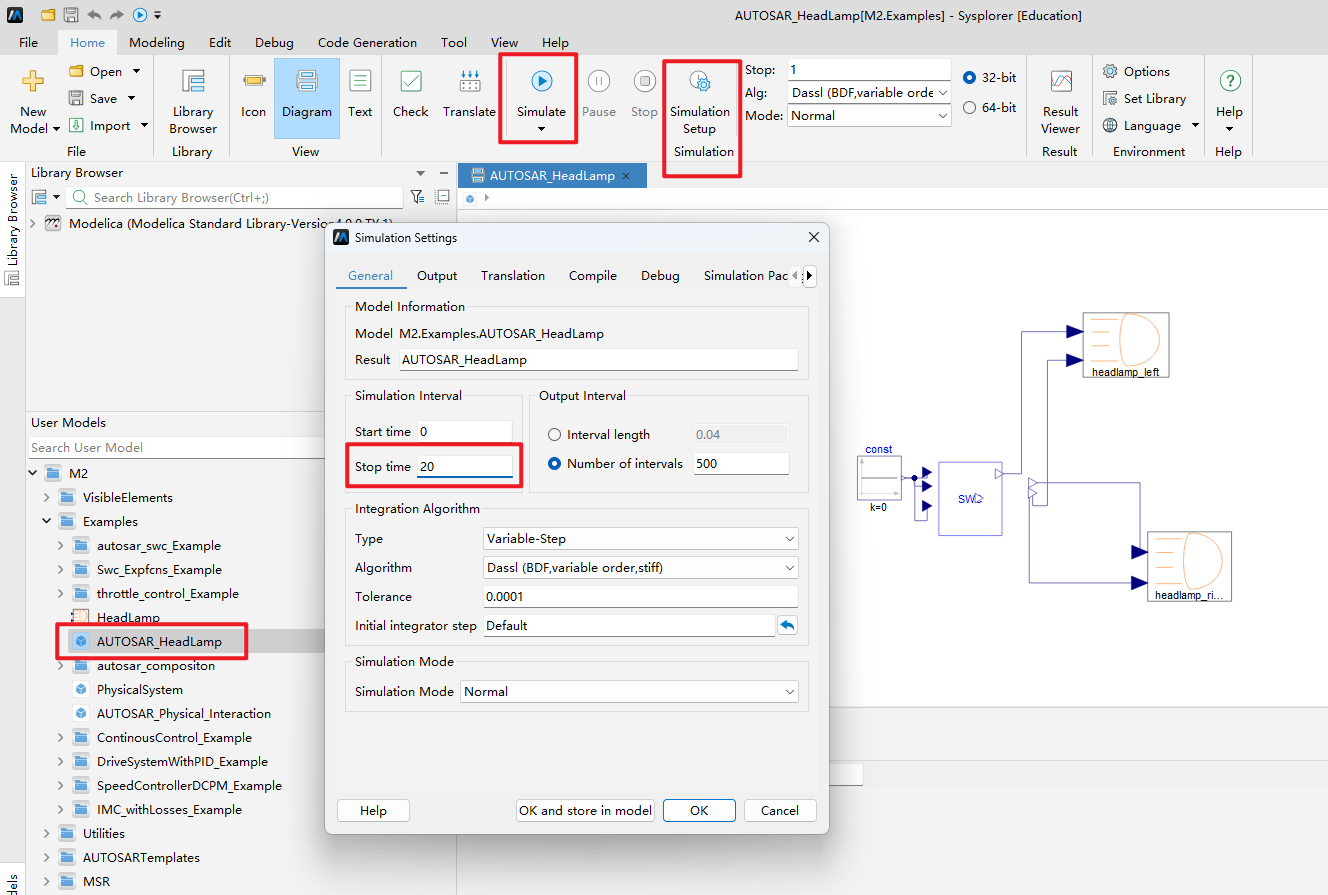 AUTOSAR_HeadLamp[M2.Examples] - Sysplorer [Education]
File Home Modeling Edit Debug Code Generation Tool View Help
New Model
Open
Save
Import
File
Library Browser
Library
Icon Diagram Text
View
Check Translate Simulate Pause Stop Simulation Setup
Simulation
Stop: 1
Alg: Dassl (BDF,variable orde
Mode: Normal
32-bit
64-bit
Result Viewer
Result
Options
Set Library
Language
Environment
Help
Help
Library Browser
Library Browser
Search Library Browser(Ctrl+;)
Modelica (Modelica Standard Library-Version 4.0.0 TY 1)
AUTOSAR_HeadLamp
User Models
Search User Model
M2
VisibleElements
Examples
autosar_swc_Example
Swc_Expfcns_Example
throttle_control_Example
HeadLamp
AUTOSAR_HeadLamp
autosar_compositon
PhysicalSystem
AUTOSAR_Physical_Interaction
ContinousControl_Example
DriveSystemWithPID_Example
SpeedControllerDCPM_Example
IMC_withLosses_Example
Utilities
AUTOSARTemplates
MSR
Simulation Settings
General Output Translation Compile Debug Simulation Pac
Model Information
Model M2.Examples.AUTOSAR_HeadLamp
Result AUTOSAR_HeadLamp
Simulation Interval
Start time 0
Stop time 20
Output Interval
Interval length 0.04
Number of intervals 500
Integration Algorithm
Type Variable-Step
Algorithm Dassl (BDF,variable order,stiff)
Tolerance 0.0001
Initial integrator step Default
Simulation Mode
Simulation Mode Normal
Help OK and store in model OK Cancel
headlamp_left
const
k=0
SWC
headlamp_ri...